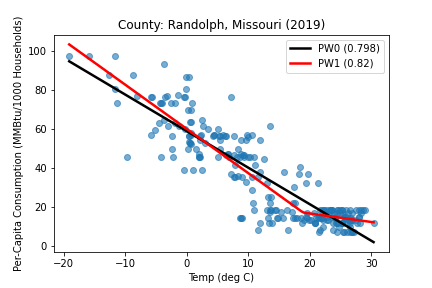 County: Randolph, Missouri (2019)
PW0 (0.798)
PW1 (0.82)
Per-Capita Consumption (MMBtu/1000 Households)
100
80
60
40
20
0
−20 −10 0 10 20 30
Temp (deg C)